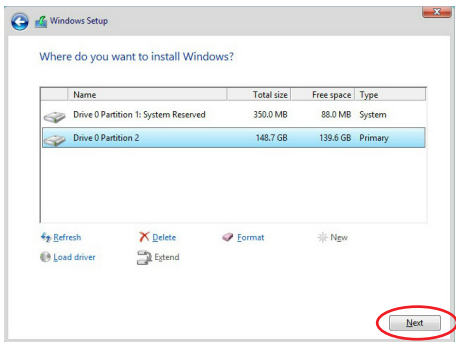 Windows Setup
Where do you want to install Windows?
Name Total size Free space Type
Drive 0 Partition 1: System Reserved 350.0 MB 88.0 MB System
Drive 0 Partition 2 148.7 GB 139.6 GB Primary
Refresh Delete Format New
Load driver Extend
Next